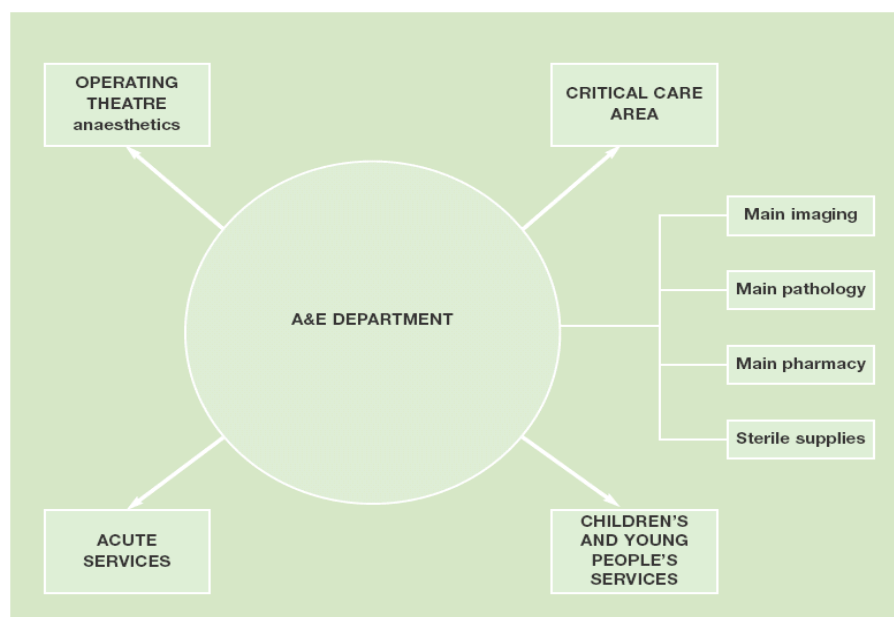 OPERATING
THEATRE
anaesthetics
CRITICAL CARE
AREA
Main imaging
Main pathology
A&E DEPARTMENT
Main pharmacy
Sterile supplies
ACUTE
SERVICES
CHILDREN’S
AND YOUNG
PEOPLE’S
SERVICES